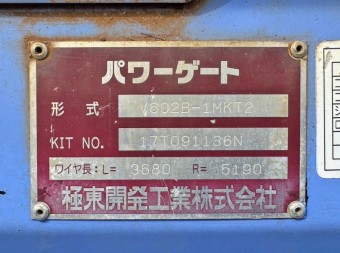 パワーゲート
形式 V602B-1MKT2
KIT NO. 17T091136N
ワイヤ長:L= 3580 R= 5190
極東開発工業株式会社